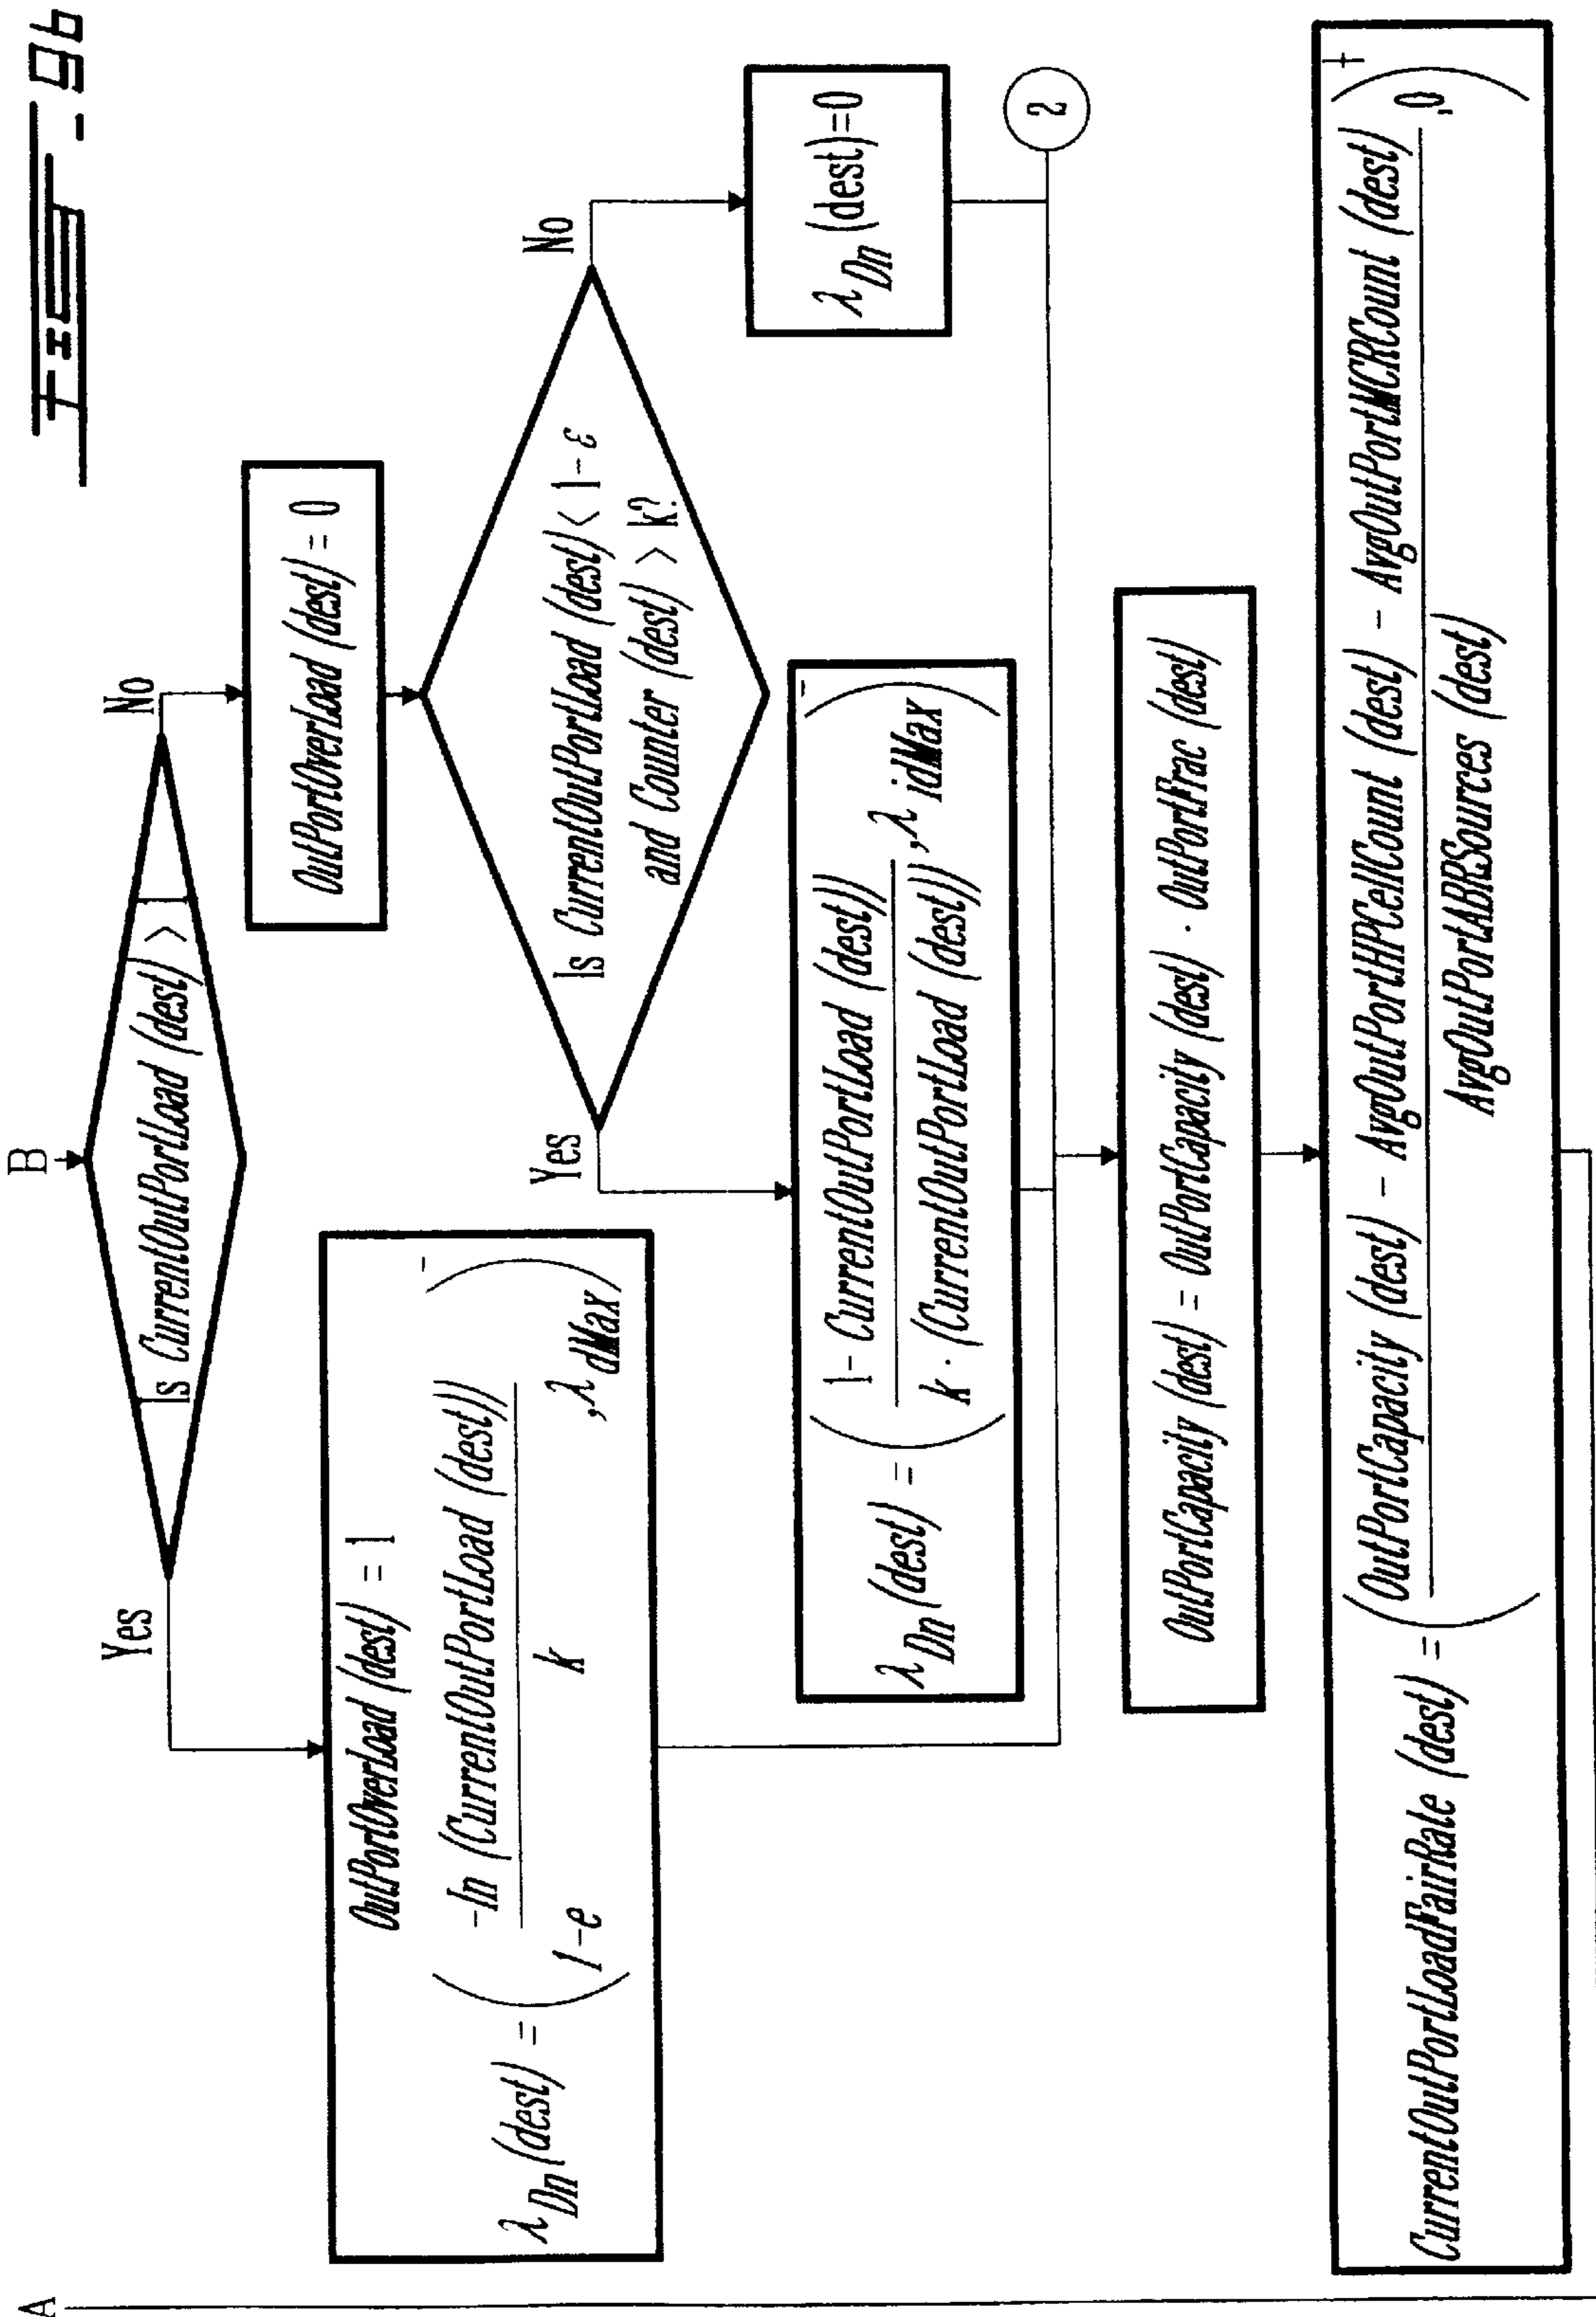 FIG - 9b
A
B
Is CurrentOutPortLoad (dest) > 1
Yes
No
OutPortOverLoad (dest) = 1
λDn (dest) = ( 1-e -ln (CurrentOutPortLoad (dest)) / k , λdMax ) -
OutPortOverLoad (dest) = 0
Is CurrentOutPortLoad (dest) < 1 - ε
and Counter (dest) > k?
Yes
No
λDn (dest) = ( 1 - CurrentOutPortLoad (dest)) / k · (CurrentOutPortLoad (dest)) , λidMax ) -
λDn (dest)=0
2
OutPortCapacity (dest) = OutPortCapacity (dest) · OutPortFrac (dest)
CurrentOutPortLoadFairRate (dest) = ( OutPortCapacity (dest) - AvgOutPortHPCellCount (dest) - AvgOutPortMCRCount (dest) / AvgOutPortABRSources (dest) ,0 ) +